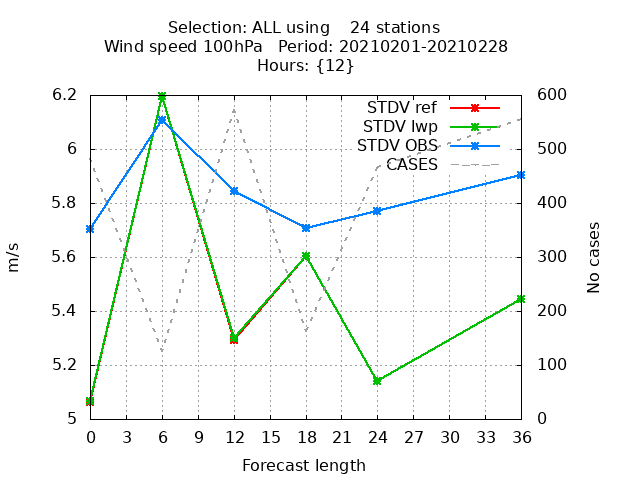 Selection: ALL using    24 stations
Wind speed 100hPa   Period: 20210201-20210228
Hours: {12}
6.2
6
5.8
5.6
5.4
5.2
5
m/s
STDV ref
STDV lwp
STDV OBS
CASES
600
500
400
300
200
100
0
No cases
0 3 6 9 12 15 18 21 24 27 30 33 36
Forecast length